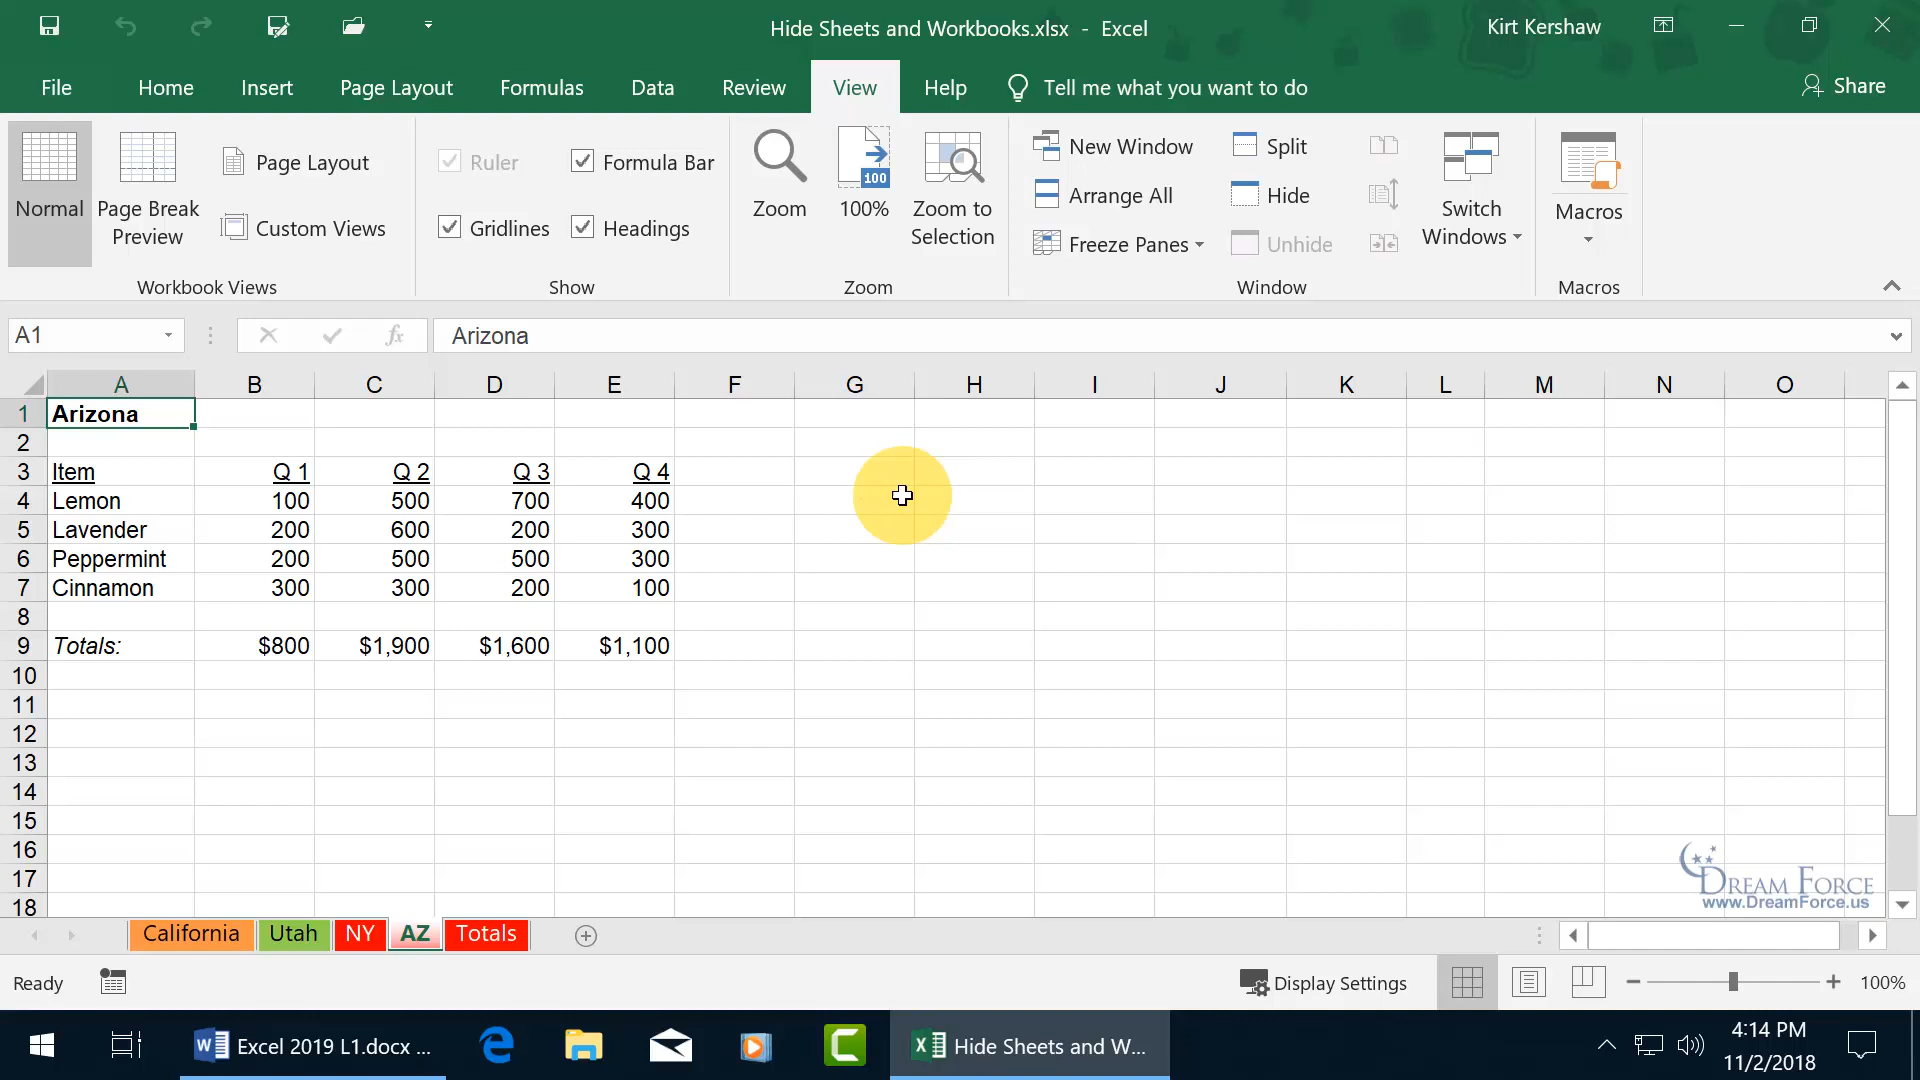 Hide Sheets and Workbooks.xlsx - Excel
Kirt Kershaw
File Home Insert Page Layout Formulas Data Review View Help Tell me what you want to do Share
Normal
Page Break Preview
Page Layout
Custom Views
Workbook Views
Ruler
Formula Bar
Gridlines
Headings
Show
Zoom
100
100%
Zoom to Selection
Zoom
New Window
Arrange All
Freeze Panes
Split
Hide
Unhide
Switch Windows
Window
Macros
Macros
A1 fx Arizona
A B C D E F G H I J K L M N O
1 Arizona
2
3 Item Q 1 Q 2 Q 3 Q 4
4 Lemon 100 500 700 400
5 Lavender 200 600 200 300
6 Peppermint 200 500 500 300
7 Cinnamon 300 300 200 100
8
9 Totals: $800 $1,900 $1,600 $1,100
10
11
12
13
14
15
16
17
18
Dream Force
www.DreamForce.us
California Utah NY AZ Totals
Ready Display Settings 100%
Excel 2019 L1.docx ...
Hide Sheets and W...
4:14 PM
11/2/2018